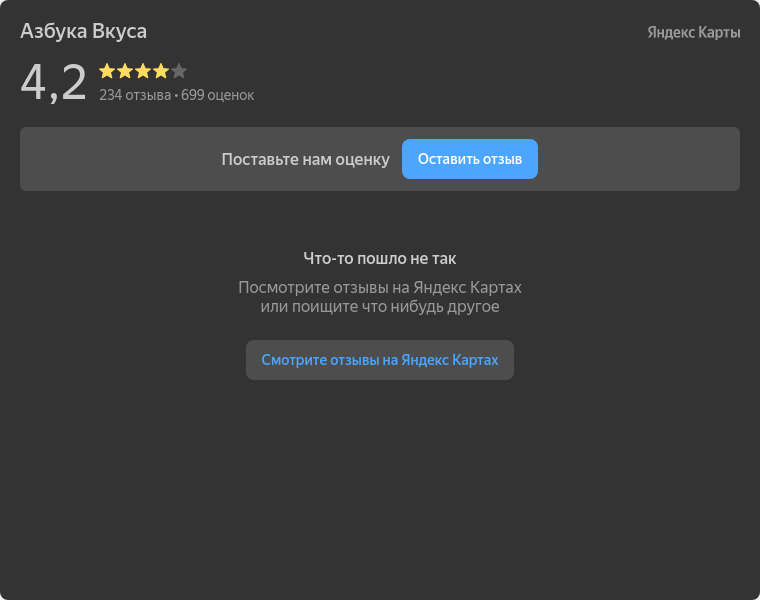 Азбука Вкуса
Яндекс Карты
4,2
234 отзыва • 699 оценок
Поставьте нам оценку
Оставить отзыв
Что-то пошло не так
Посмотрите отзывы на Яндекс Картах
или поищите что нибудь другое
Смотрите отзывы на Яндекс Картах